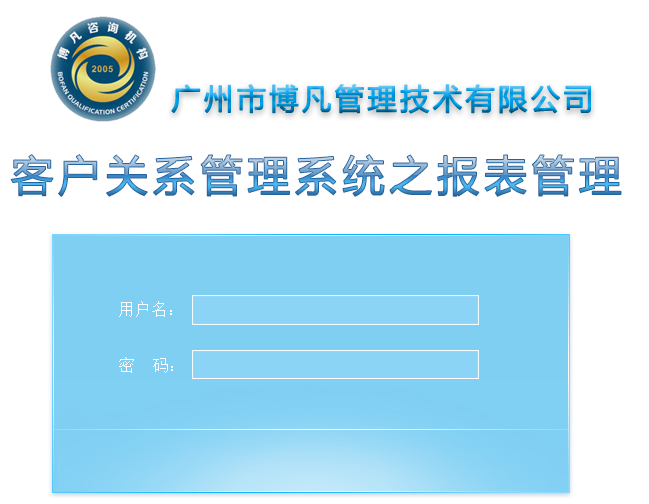 博凡咨询机构
2005
BOFAN QUALIFICATION CERTIFICATION
广州市博凡管理技术有限公司
客户关系管理系统之报表管理
用户名：
密 码：